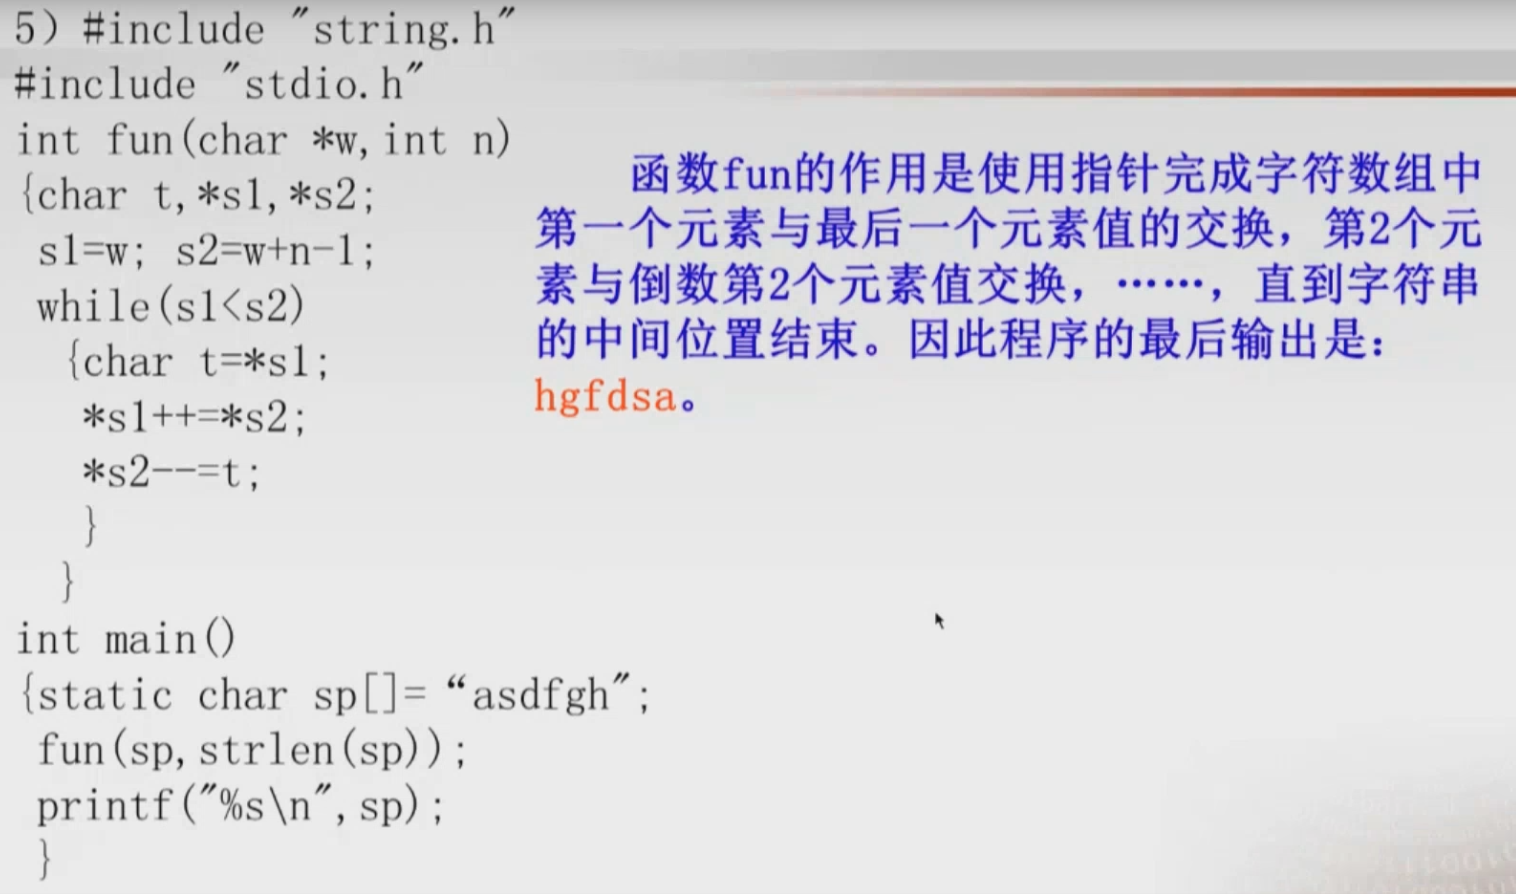 5) #include "string.h"
#include "stdio.h"
int fun(char *w,int n)
{char t,*s1,*s2;
s1=w; s2=w+n-1;
while(s1<s2)
{char t=*s1;
*s1++=*s2;
*s2--=t;
}
}
int main()
{static char sp[]= “asdfgh";
fun(sp,strlen(sp));
printf("%s\n",sp);
}
函数fun的作用是使用指针完成字符数组中
第一个元素与最后一个元素值的交换，第2个元
素与倒数第2个元素值交换，……，直到字符串
的中间位置结束。因此程序的最后输出是：
hgfdsa。